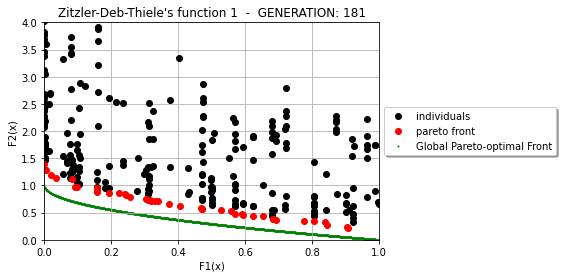 Zitzler-Deb-Thiele's function 1 - GENERATION: 181
F2(x)
4.0
3.5
3.0
2.5
2.0
1.5
1.0
0.5
0.0
0.0 0.2 0.4 0.6 0.8 1.0
F1(x)
individuals
pareto front
Global Pareto-optimal Front